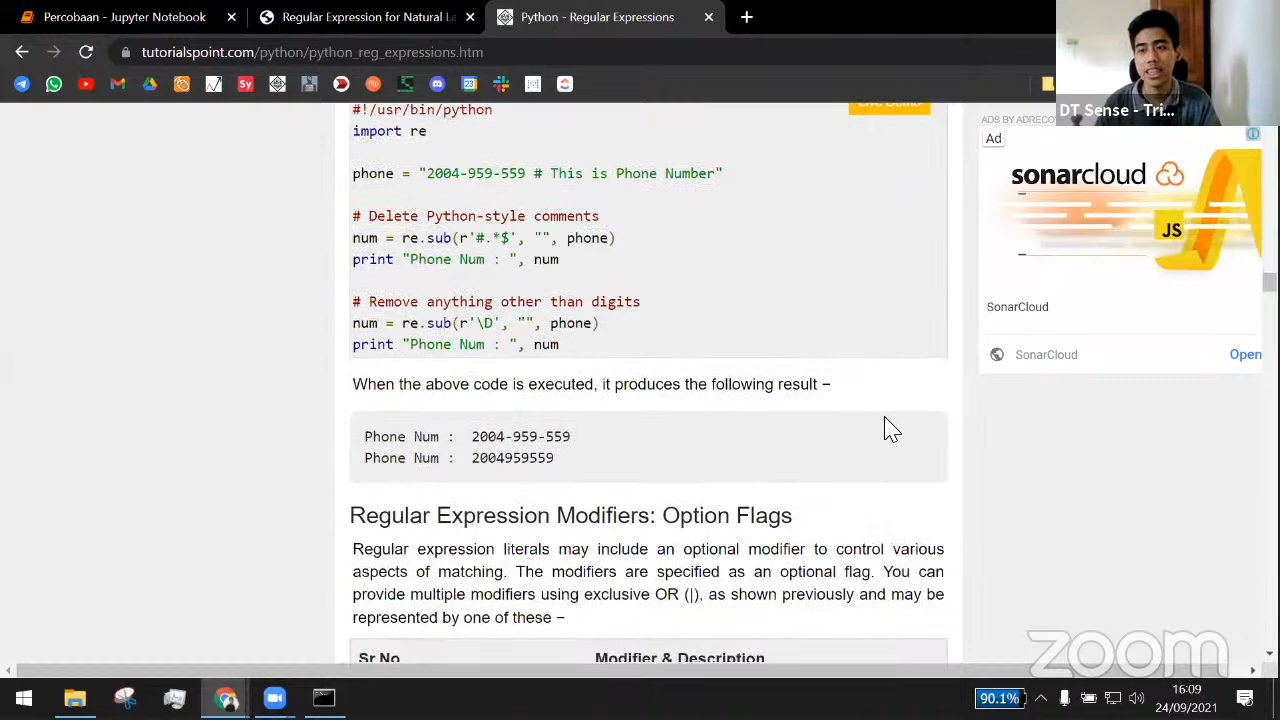 Percobaan - Jupyter Notebook
Regular Expression for Natural La
Python - Regular Expressions
tutorialspoint.com/python/python_reg_expressions.htm
DT Sense - Tri...
#!/usr/bin/python
import re
phone = "2004-959-559 # This is Phone Number"
# Delete Python-style comments
num = re.sub(r'#.*$', "", phone)
print "Phone Num : ", num
# Remove anything other than digits
num = re.sub(r'\D', "", phone)
print "Phone Num : ", num
When the above code is executed, it produces the following result −
Phone Num : 2004-959-559
Phone Num : 2004959559
Regular Expression Modifiers: Option Flags
Regular expression literals may include an optional modifier to control various
aspects of matching. The modifiers are specified as an optional flag. You can
provide multiple modifiers using exclusive OR (|), as shown previously and may be
represented by one of these −
Sr.No. Modifier & Description
Live Demo
ADS BY ADRECO
Ad
sonarcloud
JS
SonarCloud
SonarCloud
Open
zoom
90.1%
16:09
24/09/2021